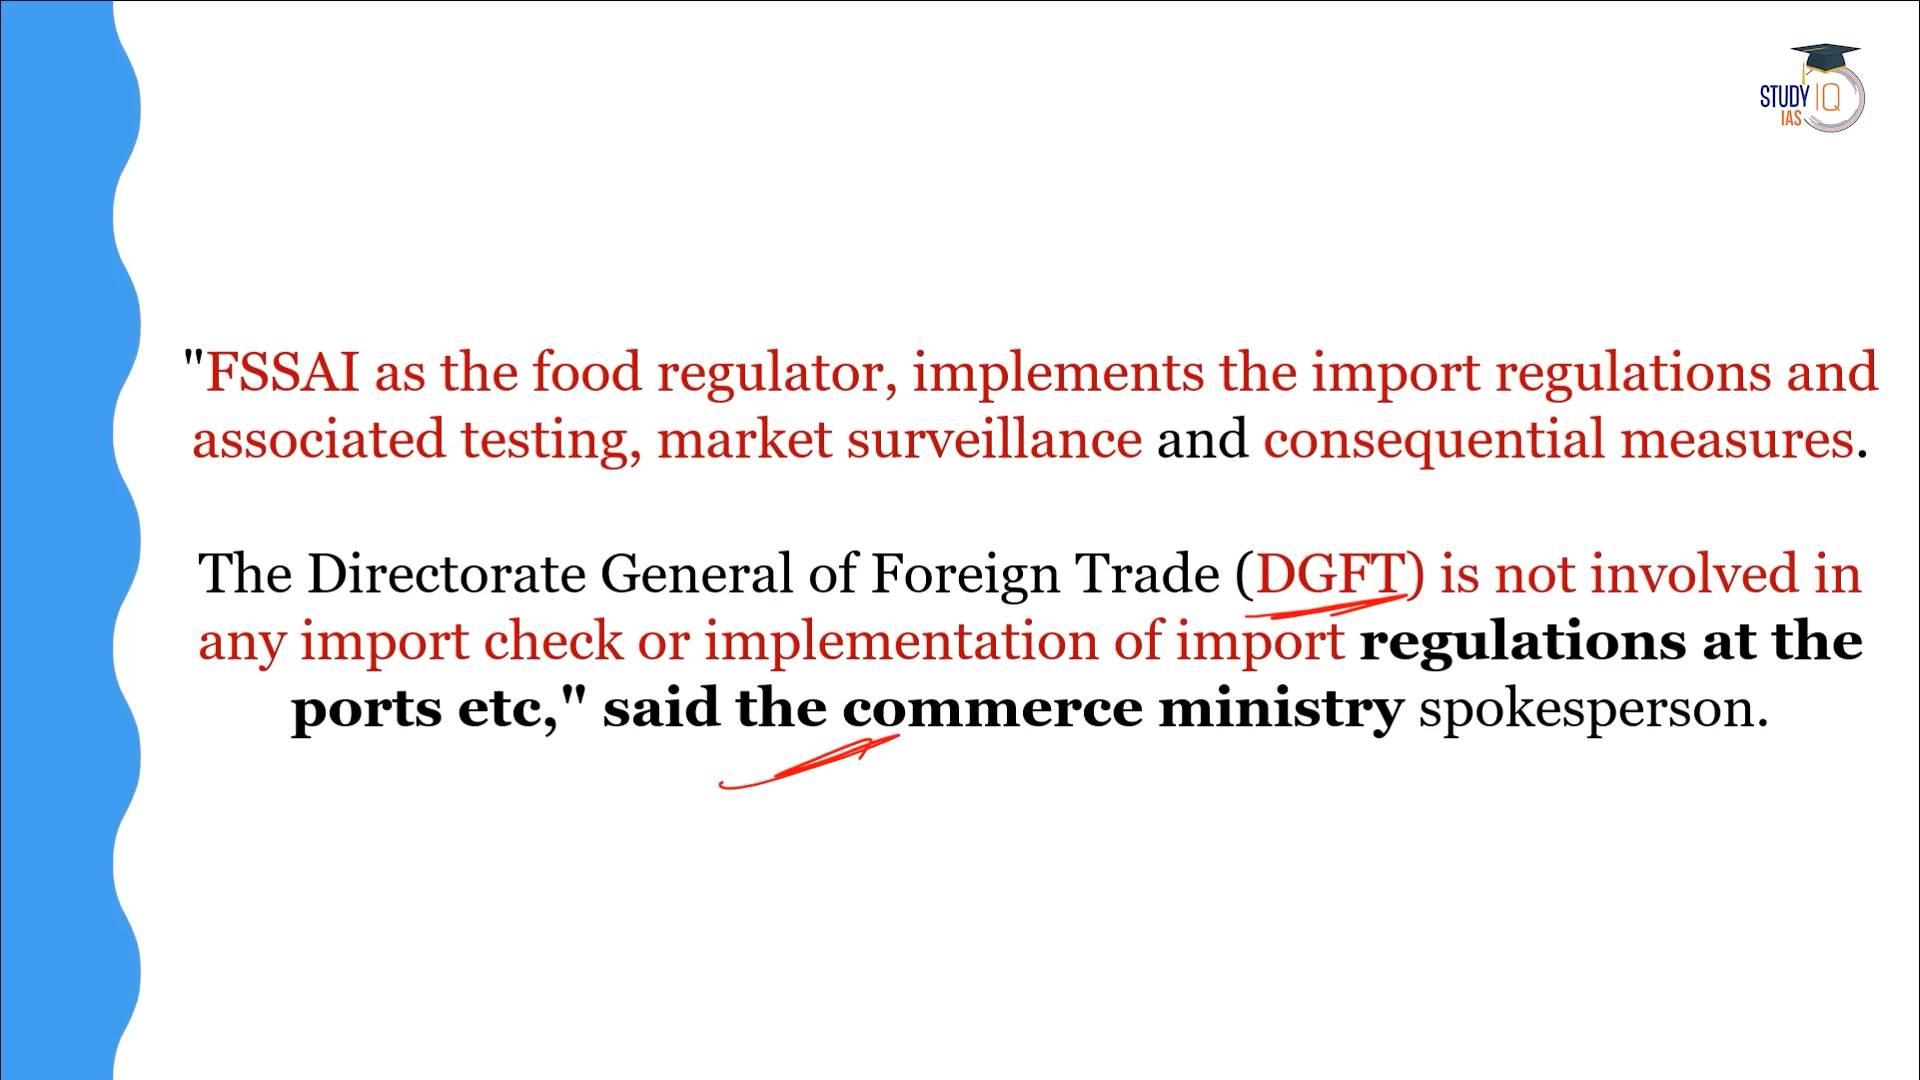 STUDY IQ
IAS
"FSSAI as the food regulator, implements the import regulations and
associated testing, market surveillance and consequential measures.
The Directorate General of Foreign Trade (DGFT) is not involved in
any import check or implementation of import regulations at the
ports etc," said the commerce ministry spokesperson.